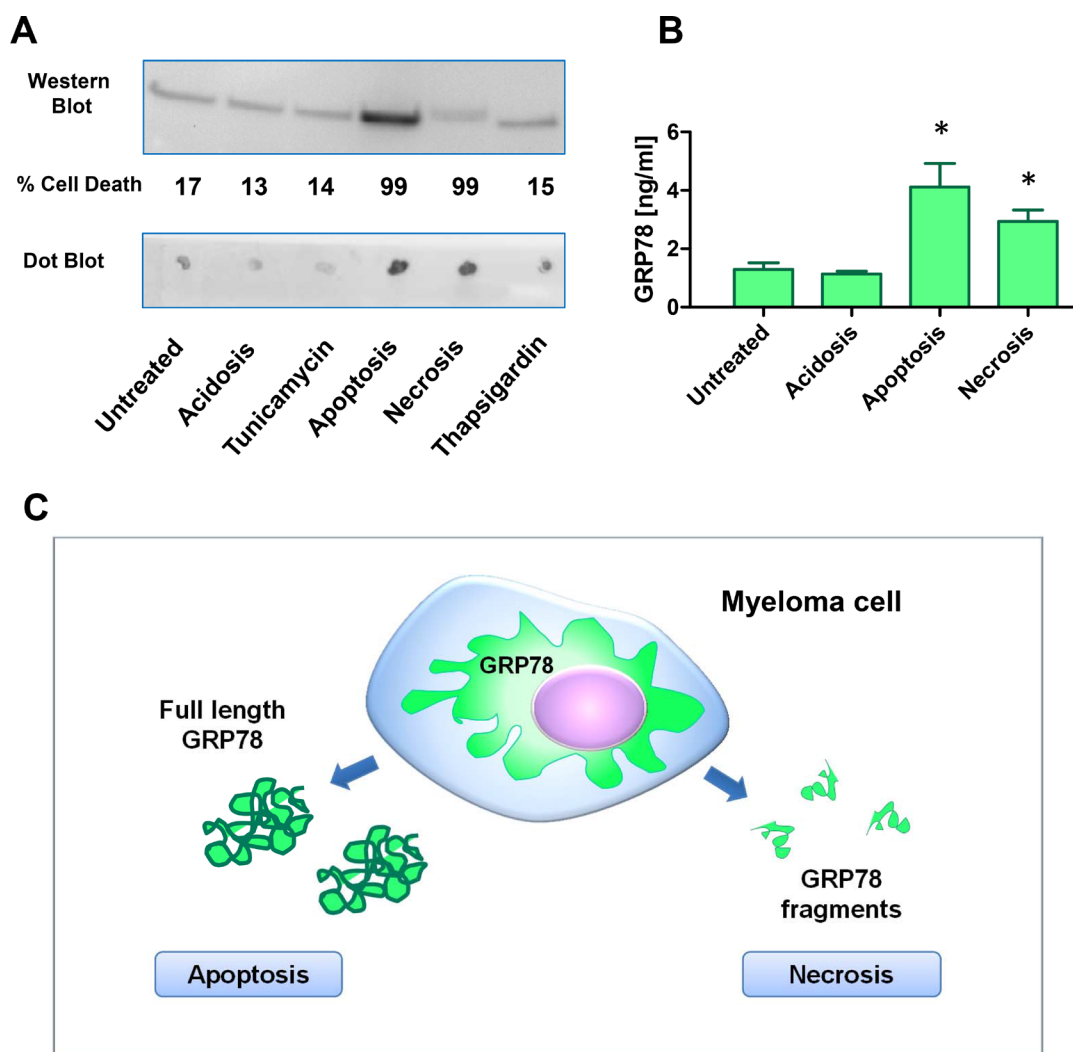 A
Western
Blot
% Cell Death 17 13 14 99 99 15
Dot Blot
Untreated
Acidosis
Tunicamycin
Apoptosis
Necrosis
Thapsigardin
B
GRP78 [ng/ml]
6
4
2
0
* *
Untreated
Acidosis
Apoptosis
Necrosis
C
Myeloma cell
GRP78
Full length
GRP78
GRP78
fragments
Apoptosis
Necrosis